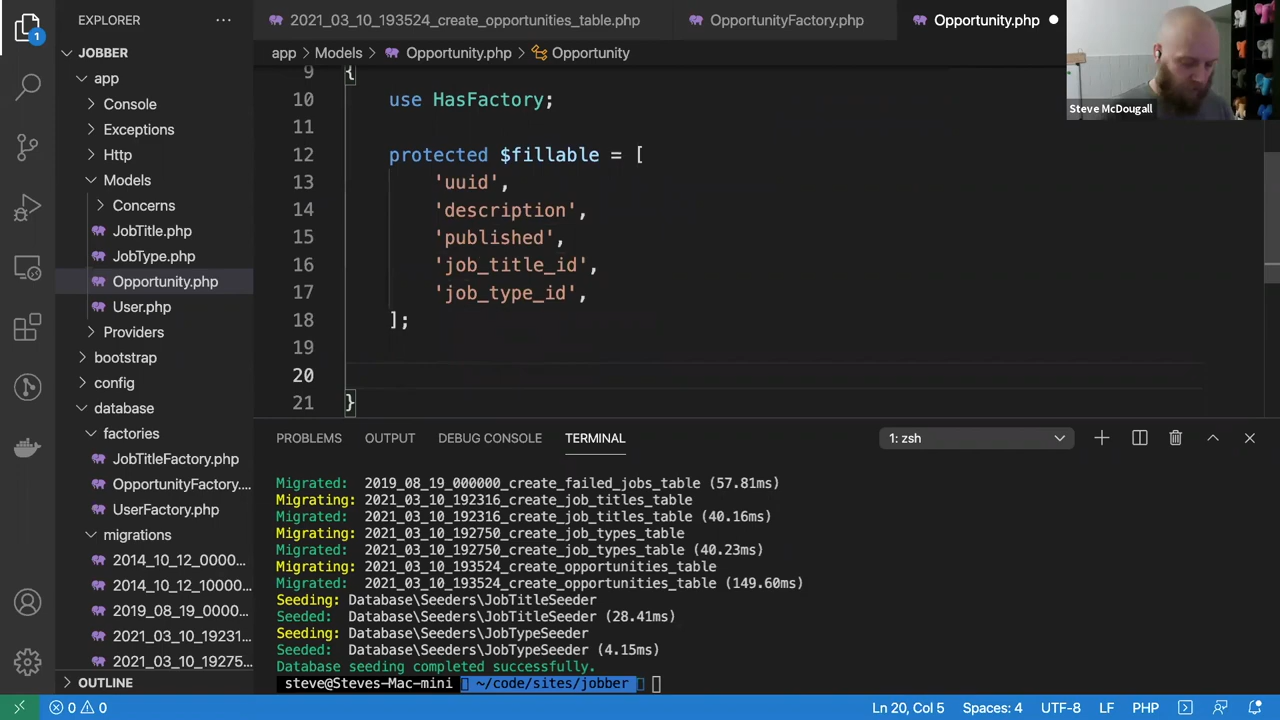 EXPLORER
2021_03_10_193524_create_opportunities_table.php
OpportunityFactory.php
Opportunity.php
JOBBER
app
Console
Exceptions
Http
Models
Concerns
JobTitle.php
JobType.php
Opportunity.php
User.php
Providers
bootstrap
config
database
factories
JobTitleFactory.php
OpportunityFactory....
UserFactory.php
migrations
2014_10_12_0000...
2014_10_12_10000...
2019_08_19_0000...
2021_03_10_19231...
2021_03_10_19275...
OUTLINE
app > Models > Opportunity.php > Opportunity
Steve McDougall
9 {
10 use HasFactory;
11
12 protected $fillable = [
13 'uuid',
14 'description',
15 'published',
16 'job_title_id',
17 'job_type_id',
18 ];
19
20
21 }
PROBLEMS OUTPUT DEBUG CONSOLE TERMINAL 1: zsh
Migrated: 2019_08_19_000000_create_failed_jobs_table (57.81ms)
Migrating: 2021_03_10_192316_create_job_titles_table
Migrated: 2021_03_10_192316_create_job_titles_table (40.16ms)
Migrating: 2021_03_10_192750_create_job_types_table
Migrated: 2021_03_10_192750_create_job_types_table (40.23ms)
Migrating: 2021_03_10_193524_create_opportunities_table
Migrated: 2021_03_10_193524_create_opportunities_table (149.60ms)
Seeding: Database\Seeders\JobTitleSeeder
Seeded: Database\Seeders\JobTitleSeeder (28.41ms)
Seeding: Database\Seeders\JobTypeSeeder
Seeded: Database\Seeders\JobTypeSeeder (4.15ms)
Database seeding completed successfully.
steve@Steves-Mac-mini ~/code/sites/jobber
0 0 Ln 20, Col 5 Spaces: 4 UTF-8 LF PHP